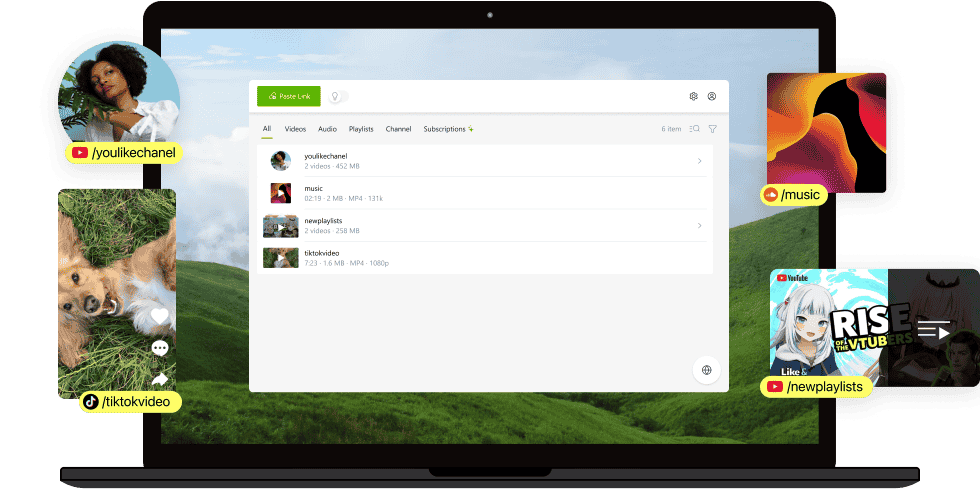 Paste Link
All Videos Audio Playlists Channel Subscriptions
6 item
youlikechanel
2 videos · 452 MB
music
02:19 · 2 MB · MP4 · 131k
newplaylists
2 videos · 258 MB
tiktokvideo
7:23 · 1.6 MB · MP4 · 1080p
/youlikechanel
/tiktokvideo
/music
YouTube
RISE
OF THE VTUBERS
Like &
/newplaylists